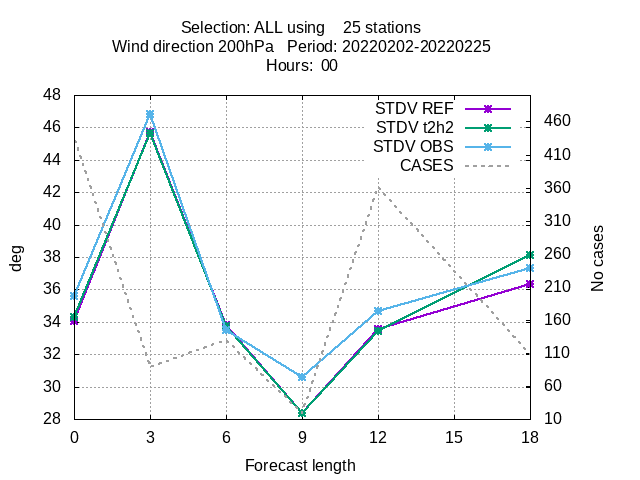 Selection: ALL using    25 stations
Wind direction 200hPa   Period: 20220202-20220225
Hours:  00
STDV REF
STDV t2h2
STDV OBS
CASES
48
46
44
42
40
38
36
34
32
30
28
deg
460
410
360
310
260
210
160
110
60
10
No cases
0 3 6 9 12 15 18
Forecast length